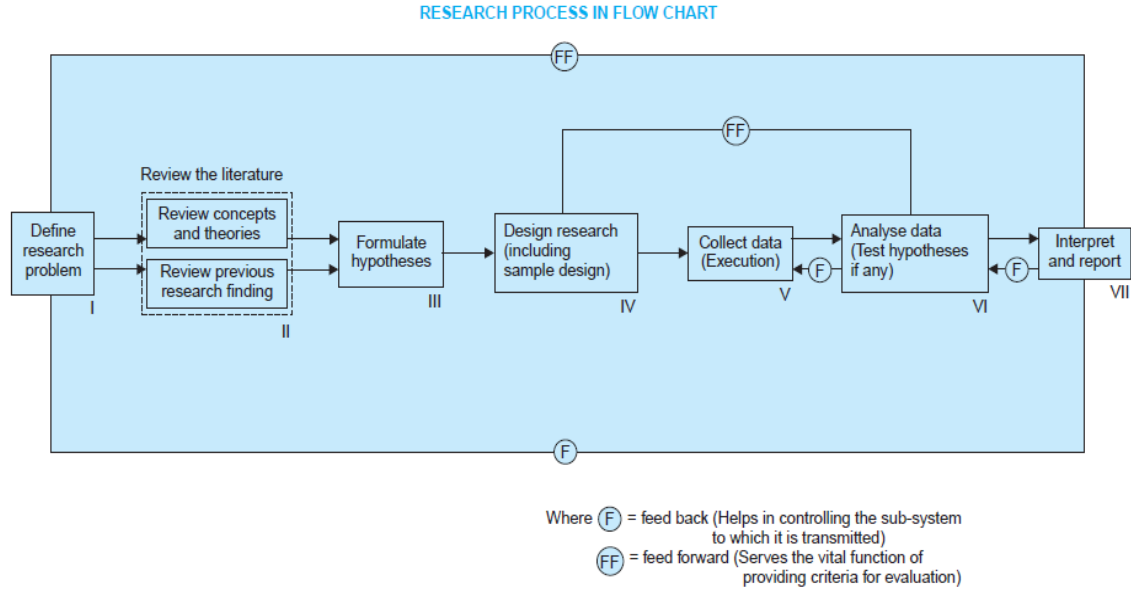 RESEARCH PROCESS IN FLOW CHART
FF
FF
Review the literature
Define
research
problem
I
Review concepts
and theories
Review previous
research finding
II
Formulate
hypotheses
III
Design research
(including
sample design)
IV
Collect data
(Execution)
V
F
Analyse data
(Test hypotheses
if any)
VI
F
Interpret
and report
VII
F
Where F = feed back (Helps in controlling the sub-system
to which it is transmitted)
FF = feed forward (Serves the vital function of
providing criteria for evaluation)